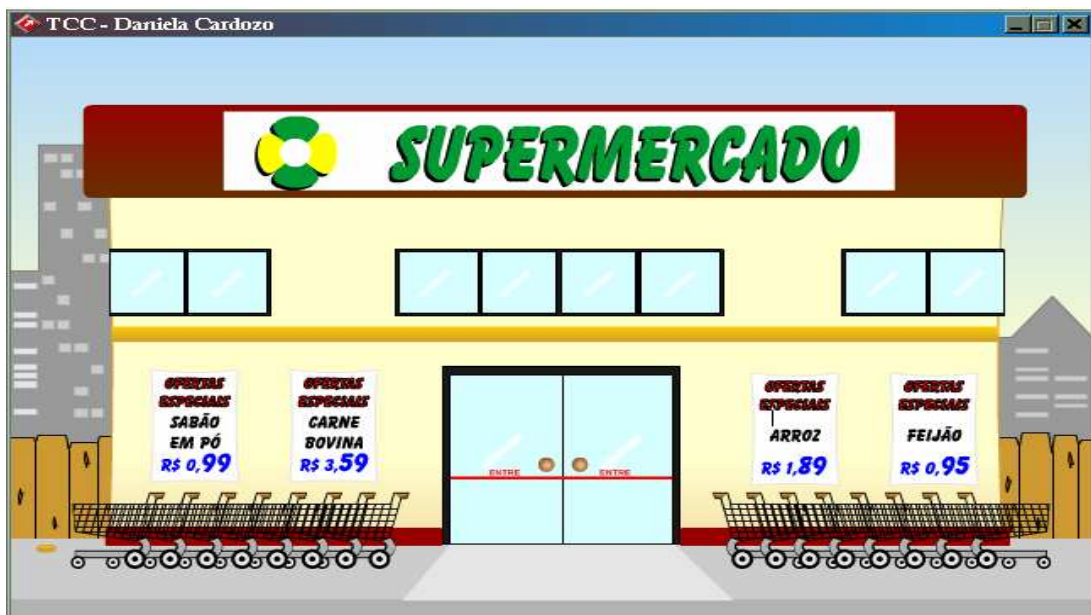 TCC - Daniela Cardozo
SUPERMERCADO
OFERTAS
ESPECIAIS
SABÃO
EM PÓ
R$ 0,99
OFERTAS
ESPECIAIS
CARNE
BOVINA
R$ 3,59
ENTRE
ENTRE
OFERTAS
ESPECIAIS
ARROZ
R$ 1,89
OFERTAS
ESPECIAIS
FEIJÃO
R$ 0,95